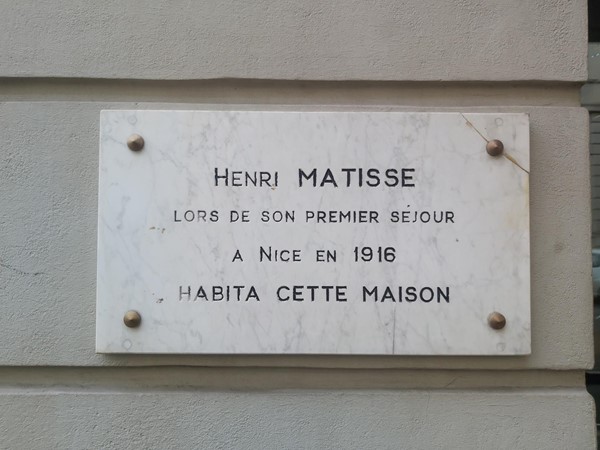 Henri MATISSE
LORS DE SON PREMIER SÉJOUR
A NICE EN 1916
HABITA CETTE MAISON